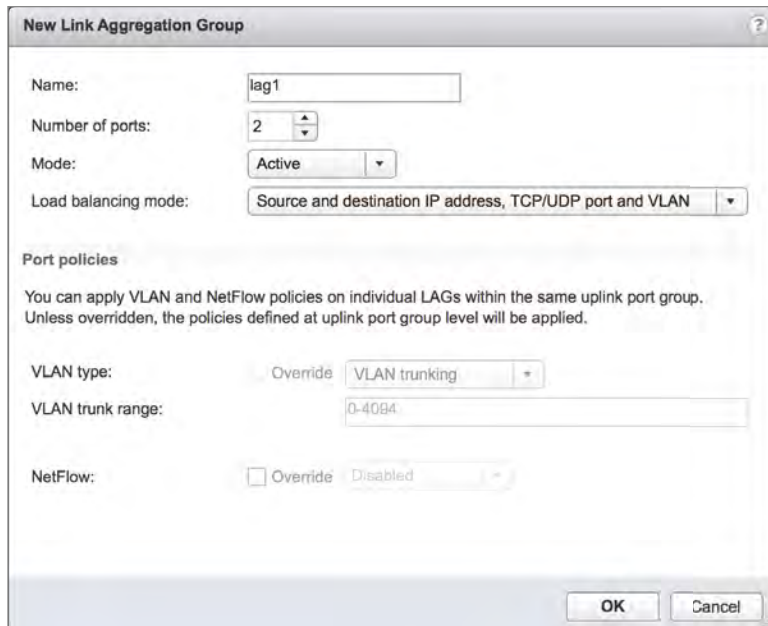 New Link Aggregation Group ?
Name: lag1
Number of ports: 2
Mode: Active
Load balancing mode: Source and destination IP address, TCP/UDP port and VLAN
Port policies
You can apply VLAN and NetFlow policies on individual LAGs within the same uplink port group.
Unless overridden, the policies defined at uplink port group level will be applied.
VLAN type: Override VLAN trunking
VLAN trunk range: 0-4094
NetFlow: Override Disabled
OK Cancel